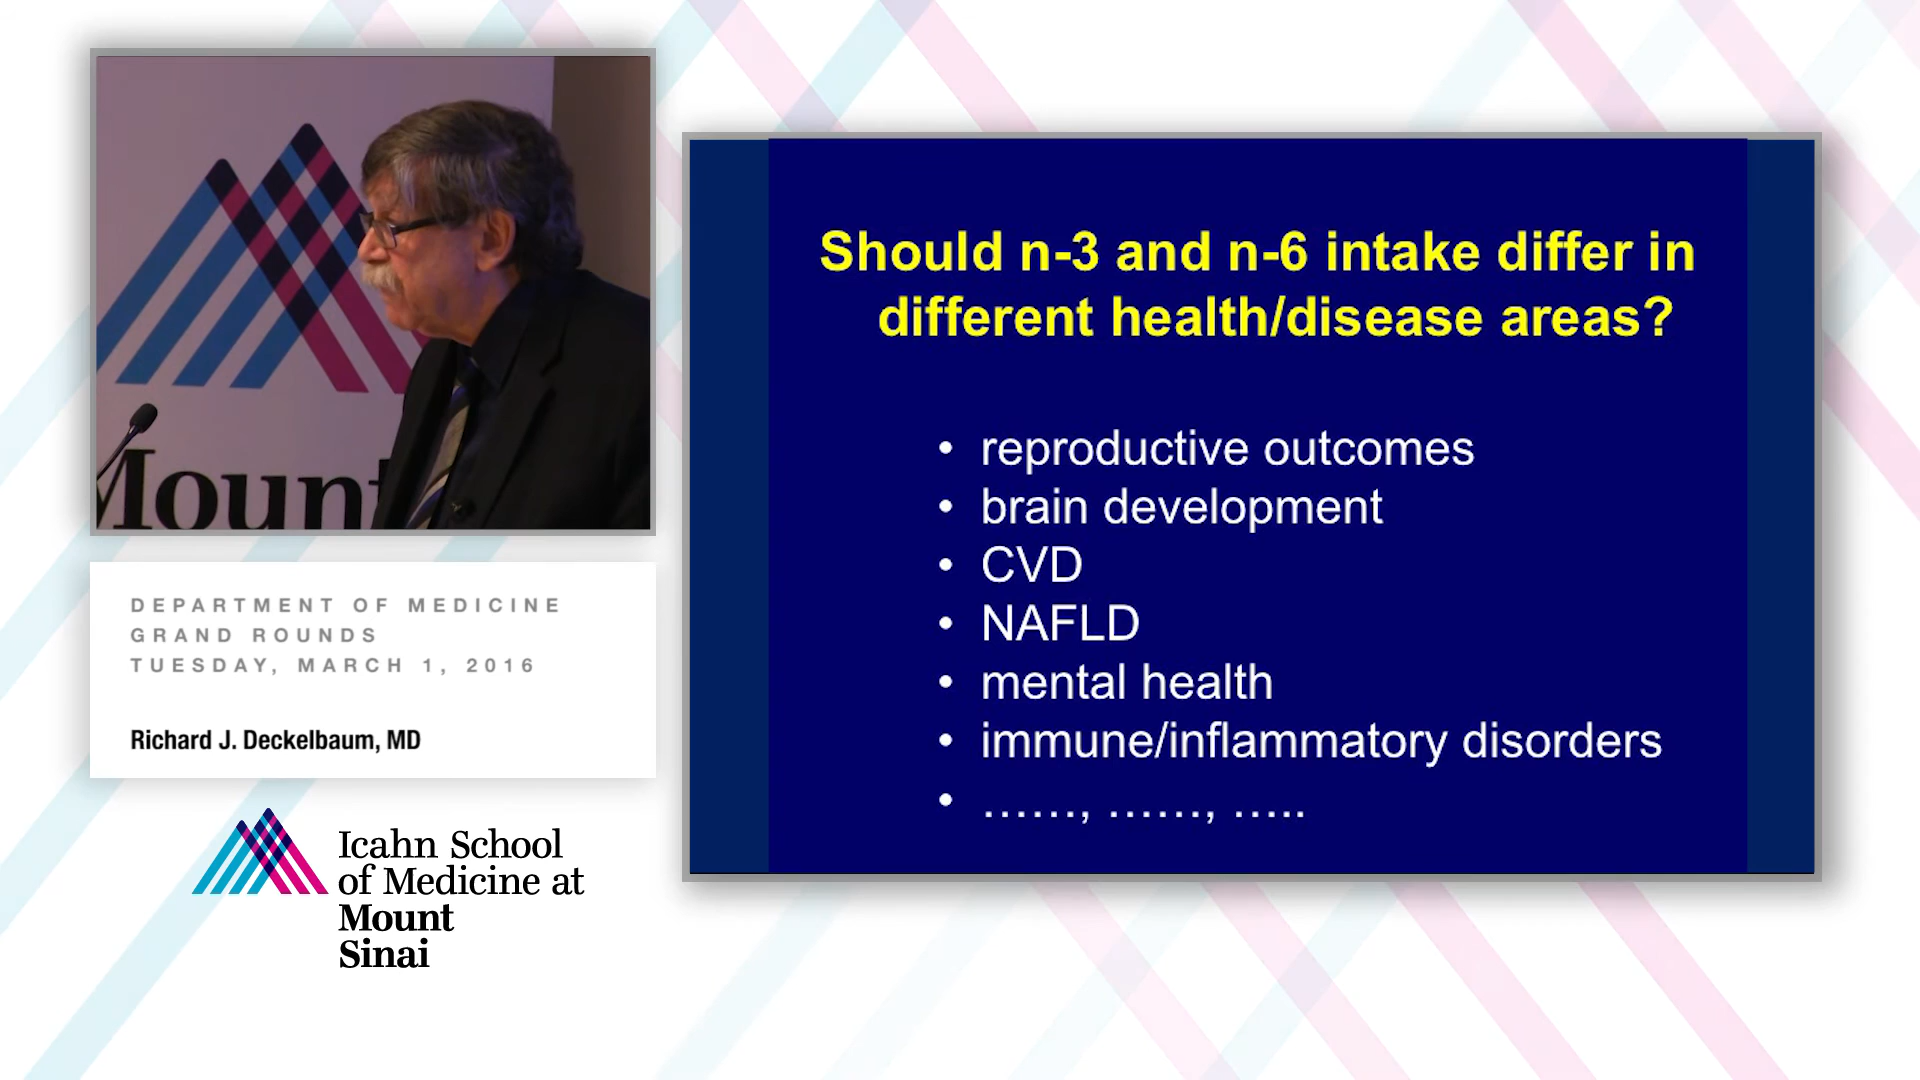 Mount
DEPARTMENT OF MEDICINE
GRAND ROUNDS
TUESDAY, MARCH 1, 2016
Richard J. Deckelbaum, MD
Icahn School
of Medicine at
Mount
Sinai
Should n-3 and n-6 intake differ in
different health/disease areas?
• reproductive outcomes
• brain development
• CVD
• NAFLD
• mental health
• immune/inflammatory disorders
• ……, ……, …..